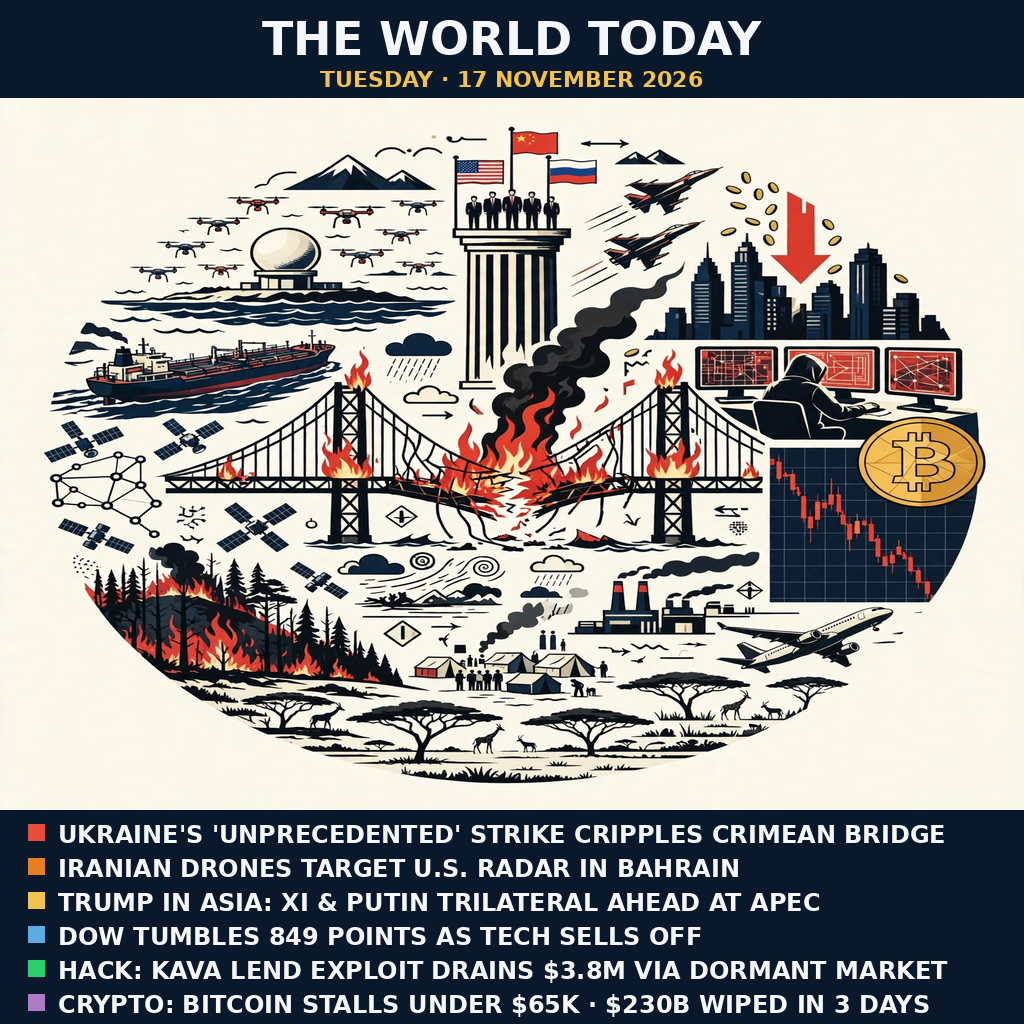 THE WORLD TODAY
TUESDAY · 17 NOVEMBER 2026
UKRAINE'S 'UNPRECEDENTED' STRIKE CRIPPLES CRIMEAN BRIDGE
IRANIAN DRONES TARGET U.S. RADAR IN BAHRAIN
TRUMP IN ASIA: XI & PUTIN TRILATERAL AHEAD AT APEC
DOW TUMBLES 849 POINTS AS TECH SELLS OFF
HACK: KAVA LEND EXPLOIT DRAINS $3.8M VIA DORMANT MARKET
CRYPTO: BITCOIN STALLS UNDER $65K · $230B WIPED IN 3 DAYS